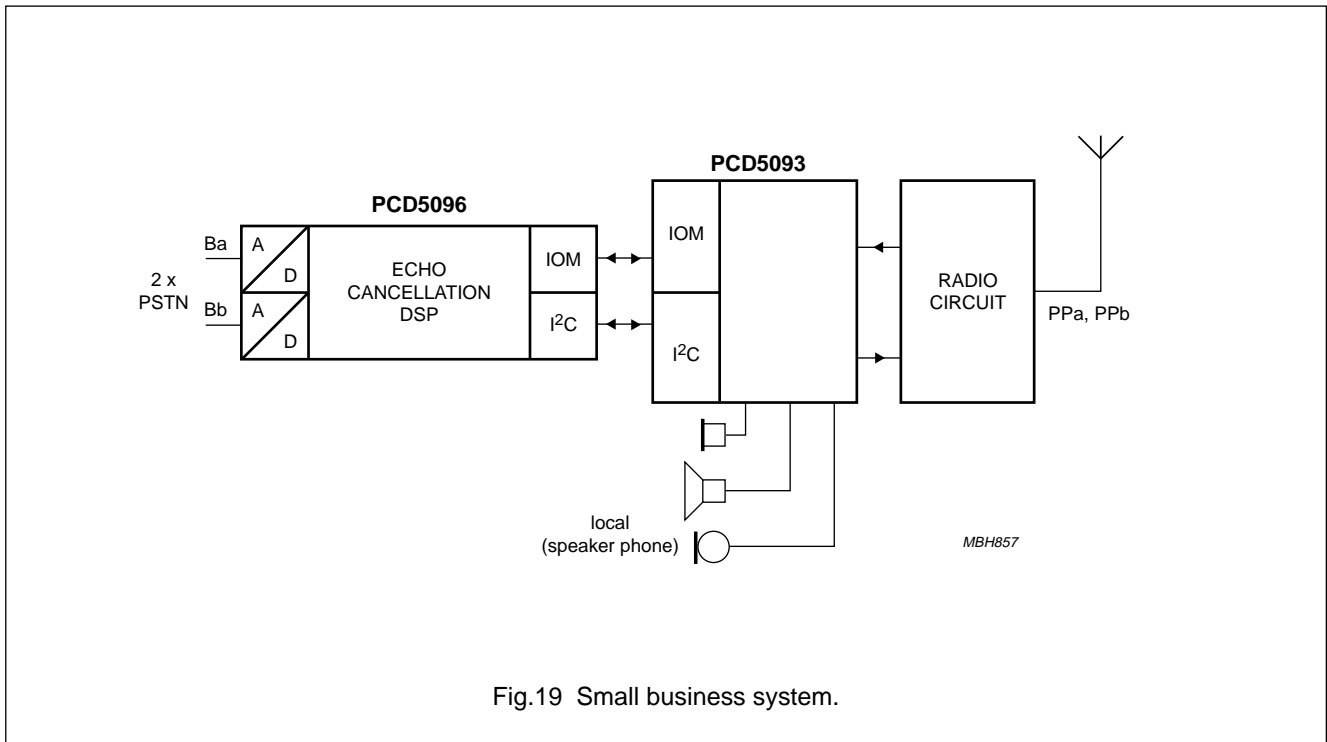 PCD5093
PCD5096
Ba
A
D
2 x
PSTN
Bb
A
D
ECHO
CANCELLATION
DSP
IOM
I²C
IOM
I²C
RADIO
CIRCUIT
PPa, PPb
local
(speaker phone)
MBH857
Fig.19 Small business system.